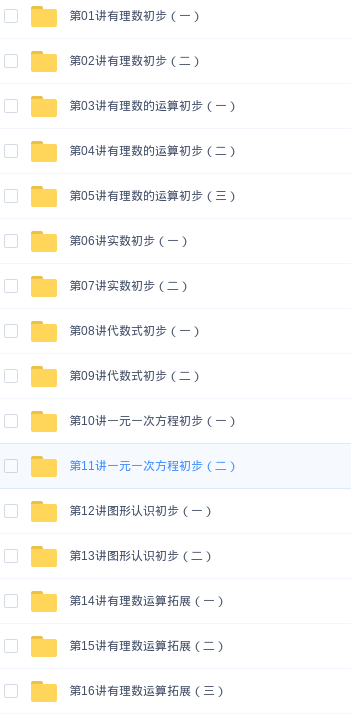 第01讲有理数初步（一）
第02讲有理数初步（二）
第03讲有理数的运算初步（一）
第04讲有理数的运算初步（二）
第05讲有理数的运算初步（三）
第06讲实数初步（一）
第07讲实数初步（二）
第08讲代数式初步（一）
第09讲代数式初步（二）
第10讲一元一次方程初步（一）
第11讲一元一次方程初步（二）
第12讲图形认识初步（一）
第13讲图形认识初步（二）
第14讲有理数运算拓展（一）
第15讲有理数运算拓展（二）
第16讲有理数运算拓展（三）